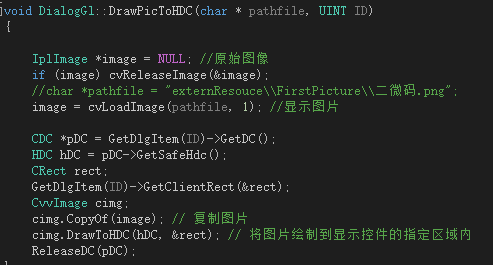 void DialogGl::DrawPicToHDC(char * pathfile, UINT ID)
{
IplImage *image = NULL; //原始图像
if (image) cvReleaseImage(&image);
//char *pathfile = "externResouce\\FirstPicture\\二微码.png";
image = cvLoadImage(pathfile, 1); //显示图片
CDC *pDC = GetDlgItem(ID)->GetDC();
HDC hDC = pDC->GetSafeHdc();
CRect rect;
GetDlgItem(ID)->GetClientRect(&rect);
CvvImage cimg;
cimg.CopyOf(image); // 复制图片
cimg.DrawToHDC(hDC, &rect); // 将图片绘制到显示控件的指定区域内
ReleaseDC(pDC);
}